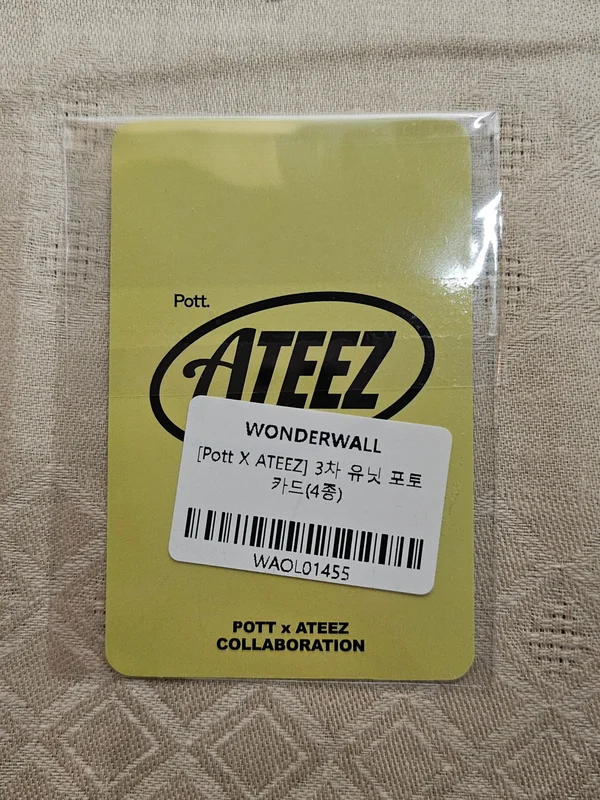 Pott.
ATEEZ
WONDERWALL
[Pott X ATEEZ] 3차 유닛 포토
카드(4종)
WAOL01455
POTT x ATEEZ
COLLABORATION